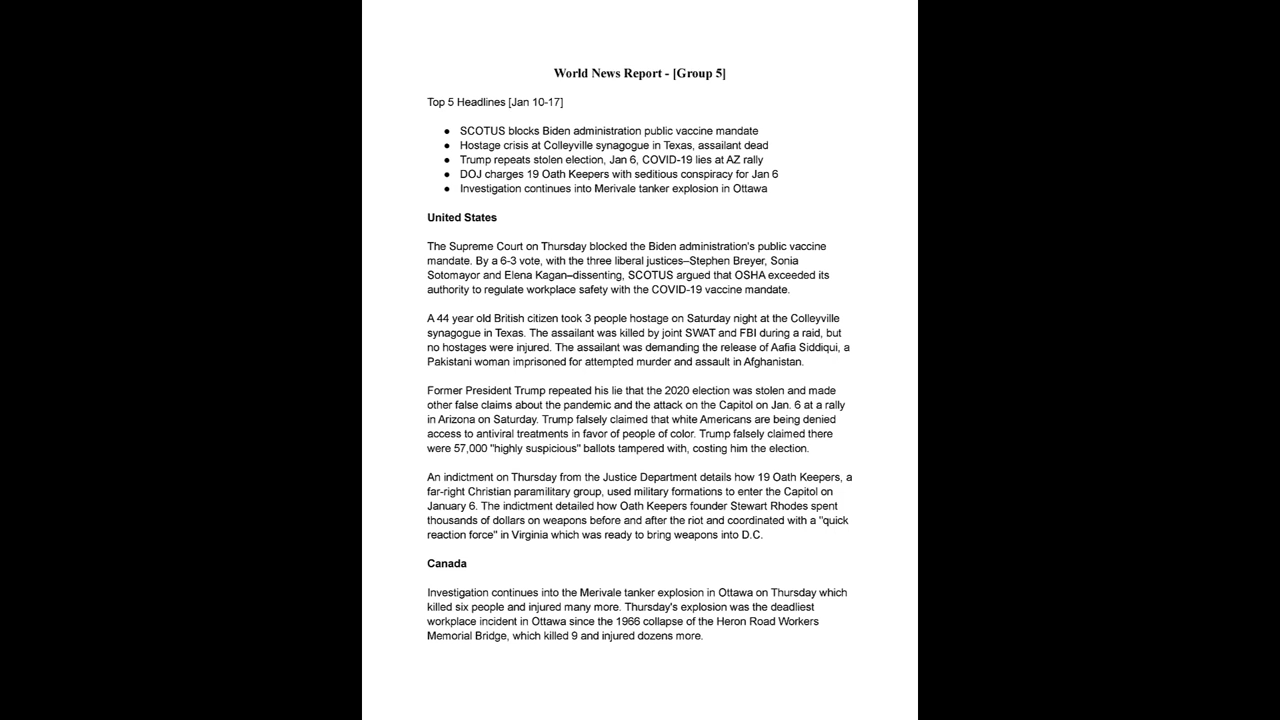 World News Report - [Group 5]
Top 5 Headlines [Jan 10-17]
● SCOTUS blocks Biden administration public vaccine mandate
● Hostage crisis at Colleyville synagogue in Texas, assailant dead
● Trump repeats stolen election, Jan 6, COVID-19 lies at AZ rally
● DOJ charges 19 Oath Keepers with seditious conspiracy for Jan 6
● Investigation continues into Merivale tanker explosion in Ottawa
United States
The Supreme Court on Thursday blocked the Biden administration's public vaccine
mandate. By a 6-3 vote, with the three liberal justices–Stephen Breyer, Sonia
Sotomayor and Elena Kagan–dissenting, SCOTUS argued that OSHA exceeded its
authority to regulate workplace safety with the COVID-19 vaccine mandate.
A 44 year old British citizen took 3 people hostage on Saturday night at the Colleyville
synagogue in Texas. The assailant was killed by joint SWAT and FBI during a raid, but
no hostages were injured. The assailant was demanding the release of Aafia Siddiqui, a
Pakistani woman imprisoned for attempted murder and assault in Afghanistan.
Former President Trump repeated his lie that the 2020 election was stolen and made
other false claims about the pandemic and the attack on the Capitol on Jan. 6 at a rally
in Arizona on Saturday. Trump falsely claimed that white Americans are being denied
access to antiviral treatments in favor of people of color. Trump falsely claimed there
were 57,000 "highly suspicious" ballots tampered with, costing him the election.
An indictment on Thursday from the Justice Department details how 19 Oath Keepers, a
far-right Christian paramilitary group, used military formations to enter the Capitol on
January 6. The indictment detailed how Oath Keepers founder Stewart Rhodes spent
thousands of dollars on weapons before and after the riot and coordinated with a "quick
reaction force" in Virginia which was ready to bring weapons into D.C.
Canada
Investigation continues into the Merivale tanker explosion in Ottawa on Thursday which
killed six people and injured many more. Thursday's explosion was the deadliest
workplace incident in Ottawa since the 1966 collapse of the Heron Road Workers
Memorial Bridge, which killed 9 and injured dozens more.